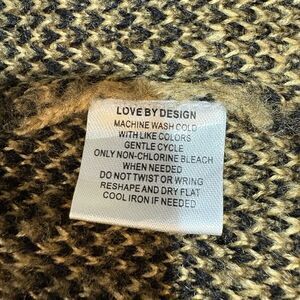 LOVE BY DESIGN
MACHINE WASH COLD
WITH LIKE COLORS
GENTLE CYCLE
ONLY NON-CHLORINE BLEACH
WHEN NEEDED
DO NOT TWIST OR WRING
RESHAPE AND DRY FLAT
COOL IRON IF NEEDED